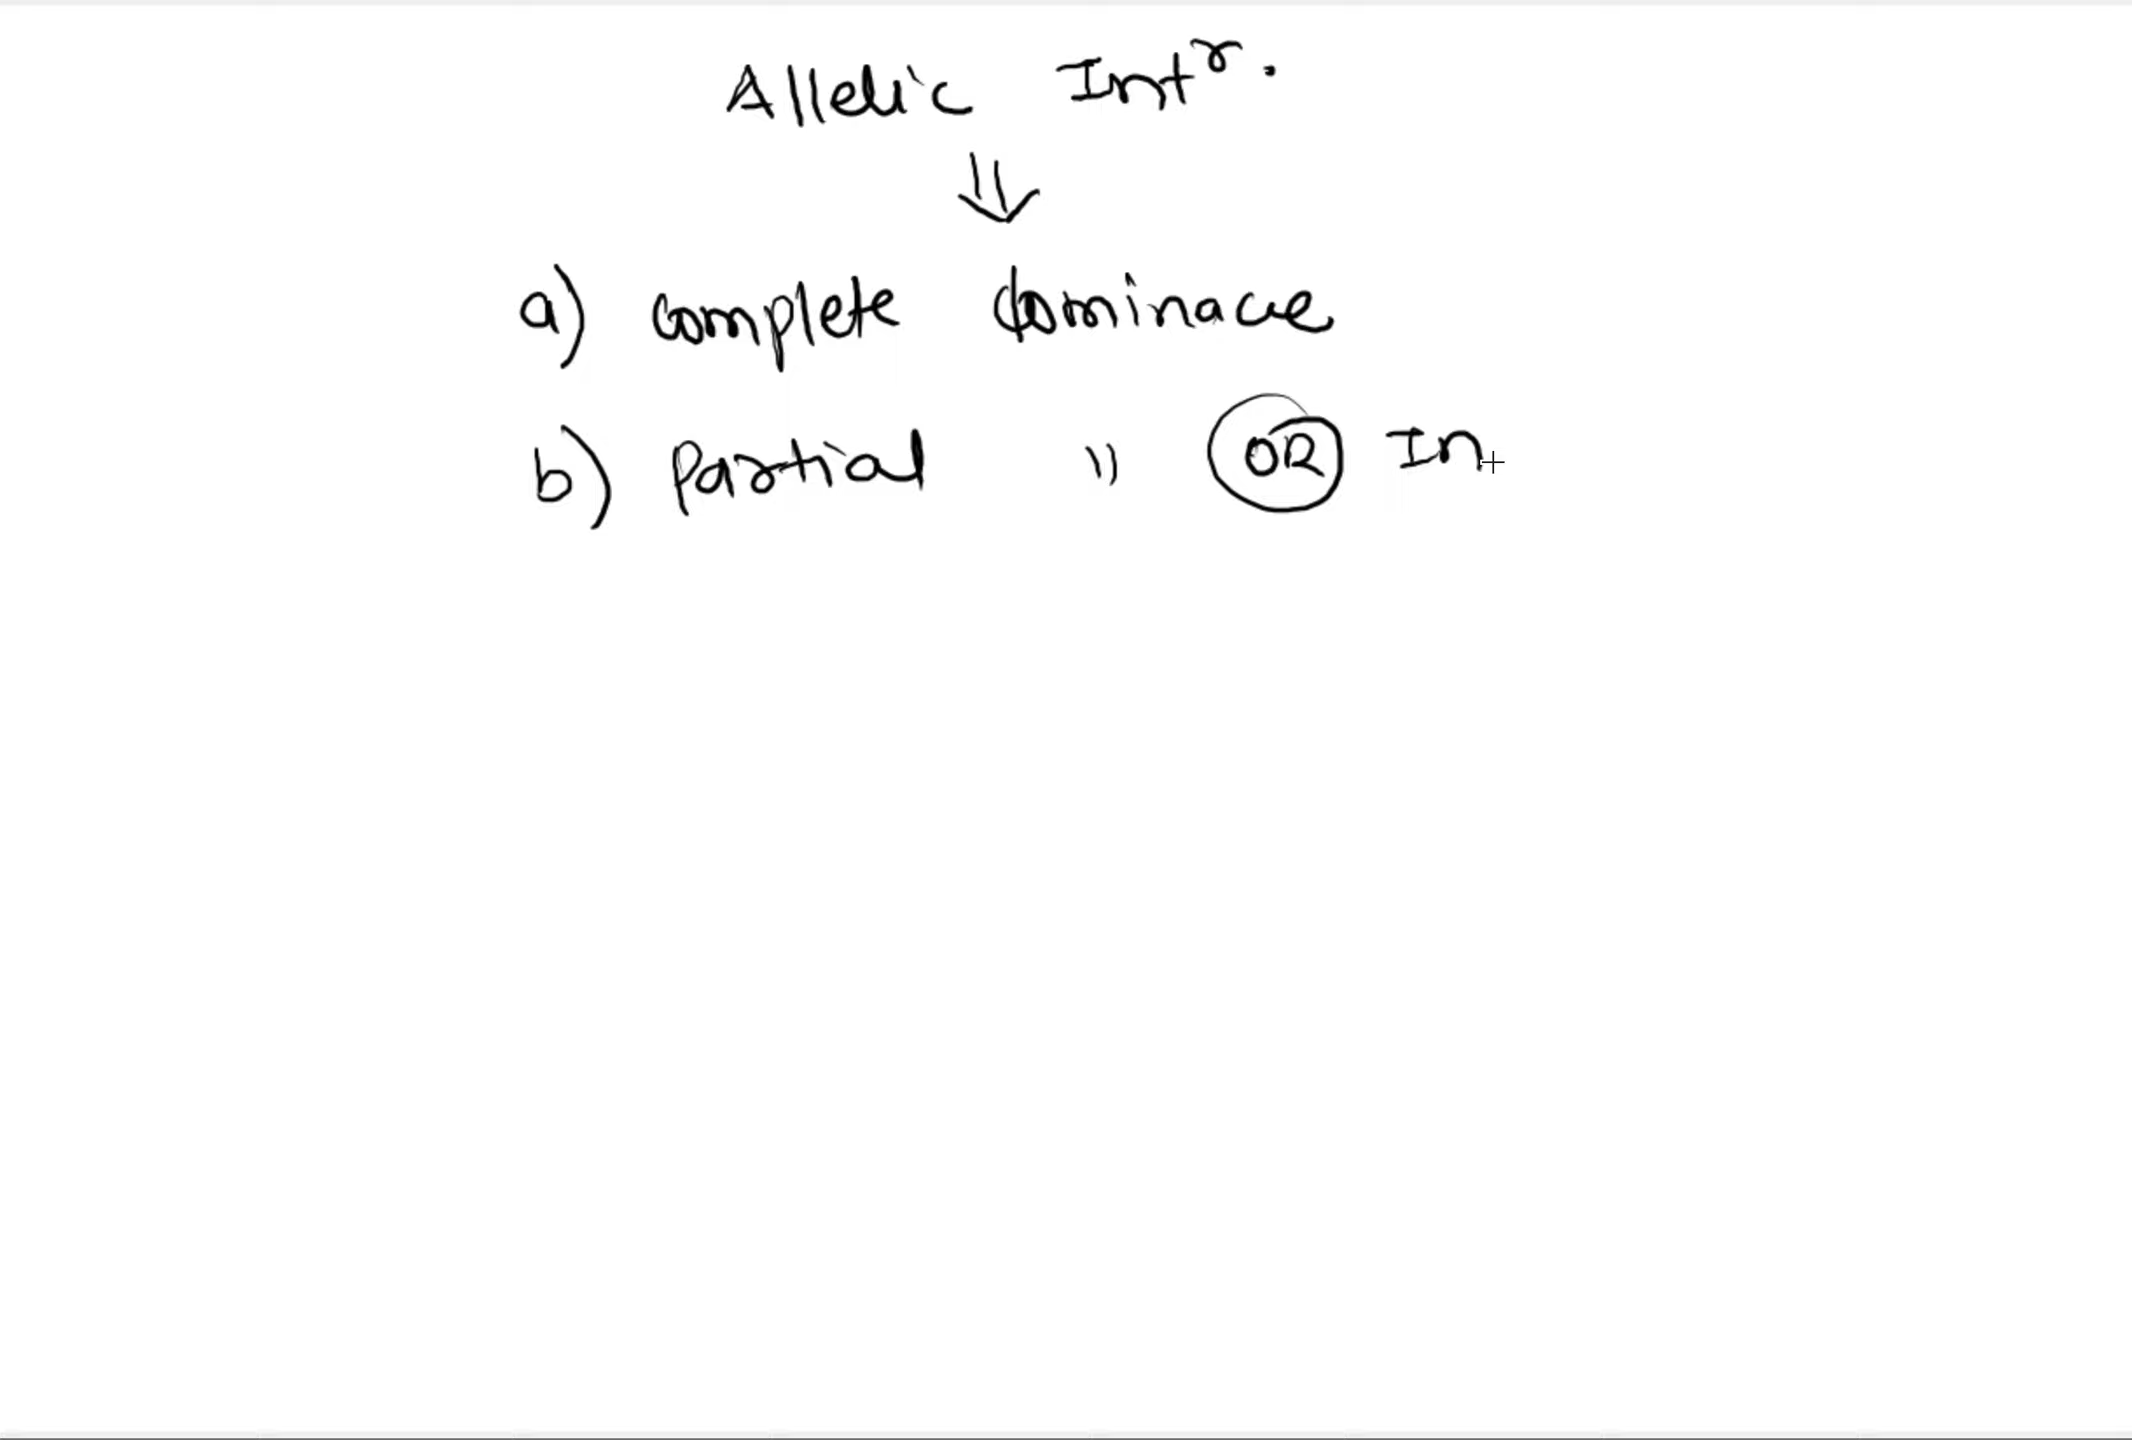 Allelic Intr.
a) complete dominace
b) Partial " OR In